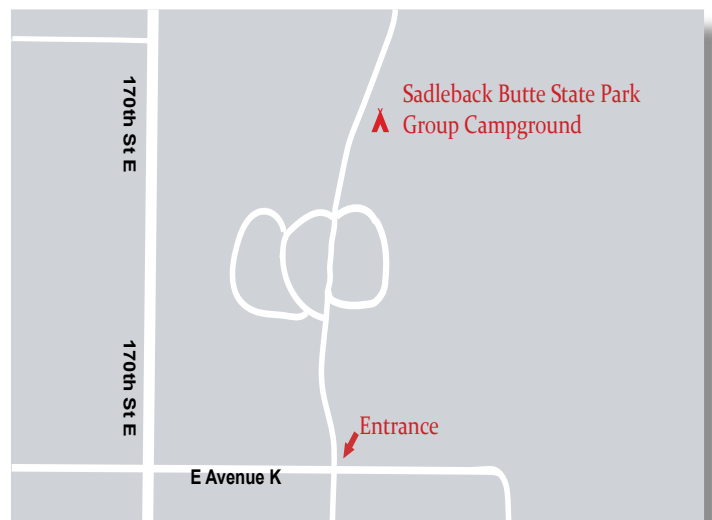 170th St E
Sadleback Butte State Park
Group Campground
170th St E
Entrance
E Avenue K